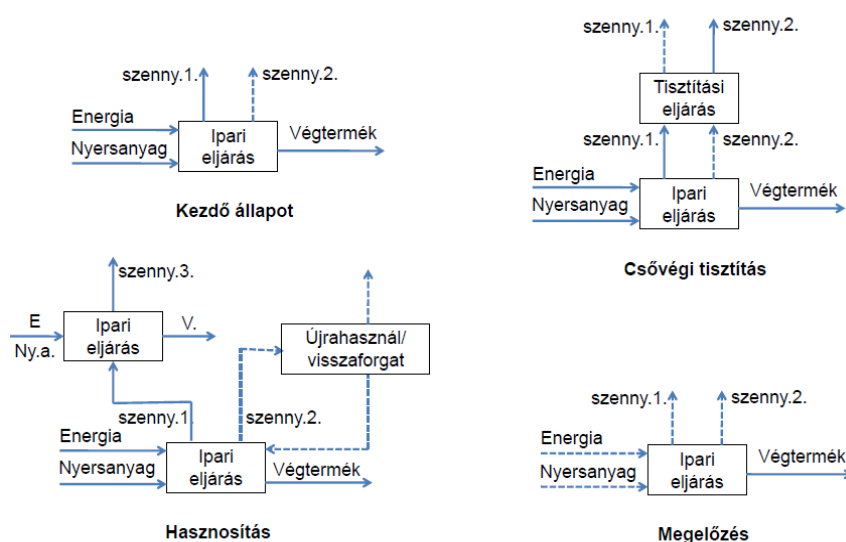 szenny.1.
szenny.2.
Energia
Nyersanyag
Ipari
eljárás
Végtermék
Kezdő állapot
szenny.1.
szenny.2.
Tisztítási
eljárás
szenny.1.
szenny.2.
Energia
Nyersanyag
Ipari
eljárás
Végtermék
Csővégi tisztítás
szenny.3.
E
Ny.a.
Ipari
eljárás
V.
Újrahasznál/
visszaforgat
szenny.1.
szenny.2.
Energia
Nyersanyag
Ipari
eljárás
Végtermék
Hasznosítás
szenny.1.
szenny.2.
Energia
Nyersanyag
Ipari
eljárás
Végtermék
Megelőzés